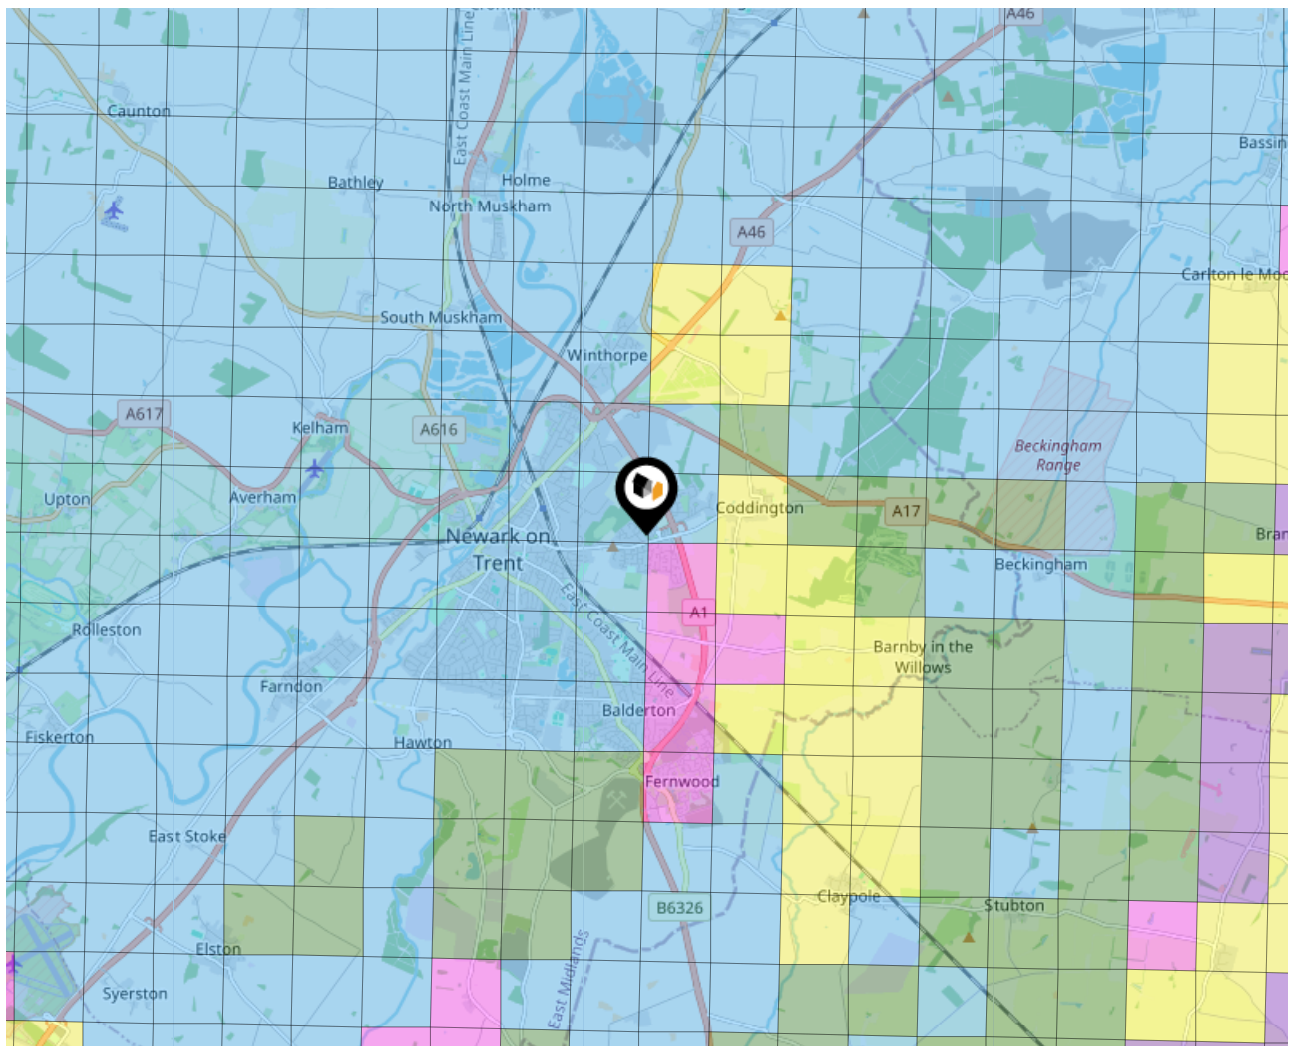 A46
East Coast Main Line
Caunton
Bassin
Bathley
Holme
North Muskham
A46
Carlton le Moo
South Muskham
Winthorpe
A617
Kelham
A616
Beckingham
Range
Upton
Averham
Coddington
A17
Newark on
Trent
Bran
Beckingham
East Coast Main Line
A1
Rolleston
Barnby in the
Willows
Farndon
Balderton
Fiskerton
Hawton
Fernwood
East Stoke
Claypole
B6326
Stubton
Elston
East Midlands
Syerston